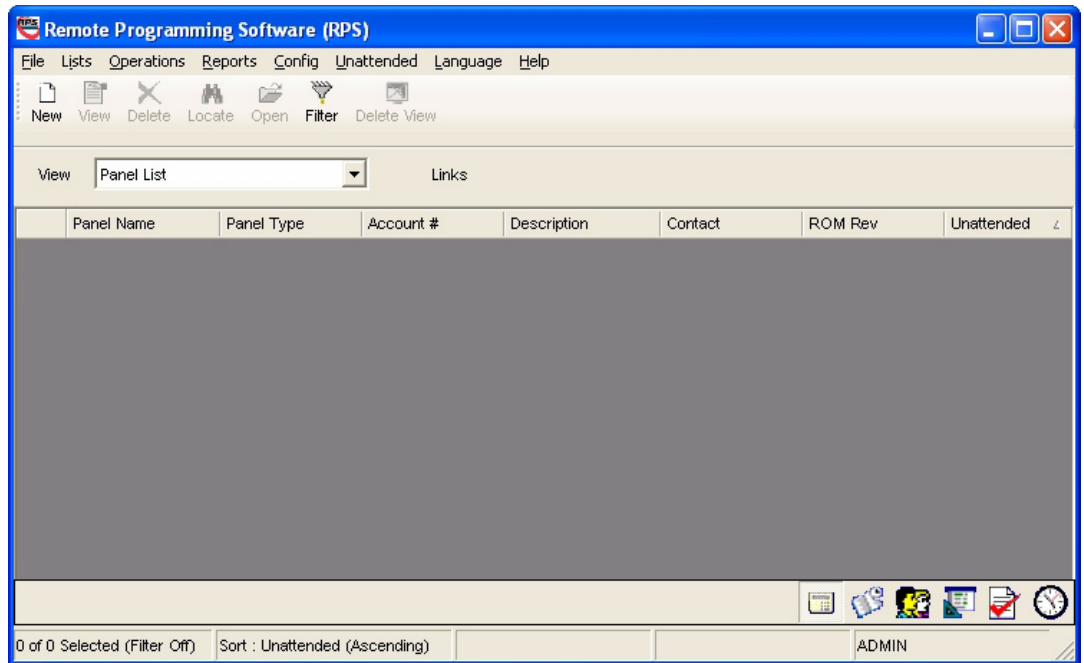 RPS Remote Programming Software (RPS)
File Lists Operations Reports Config Unattended Language Help
New View Delete Locate Open Filter Delete View
View Panel List Links
Panel Name Panel Type Account # Description Contact ROM Rev Unattended
0 of 0 Selected (Filter Off) Sort : Unattended (Ascending) ADMIN